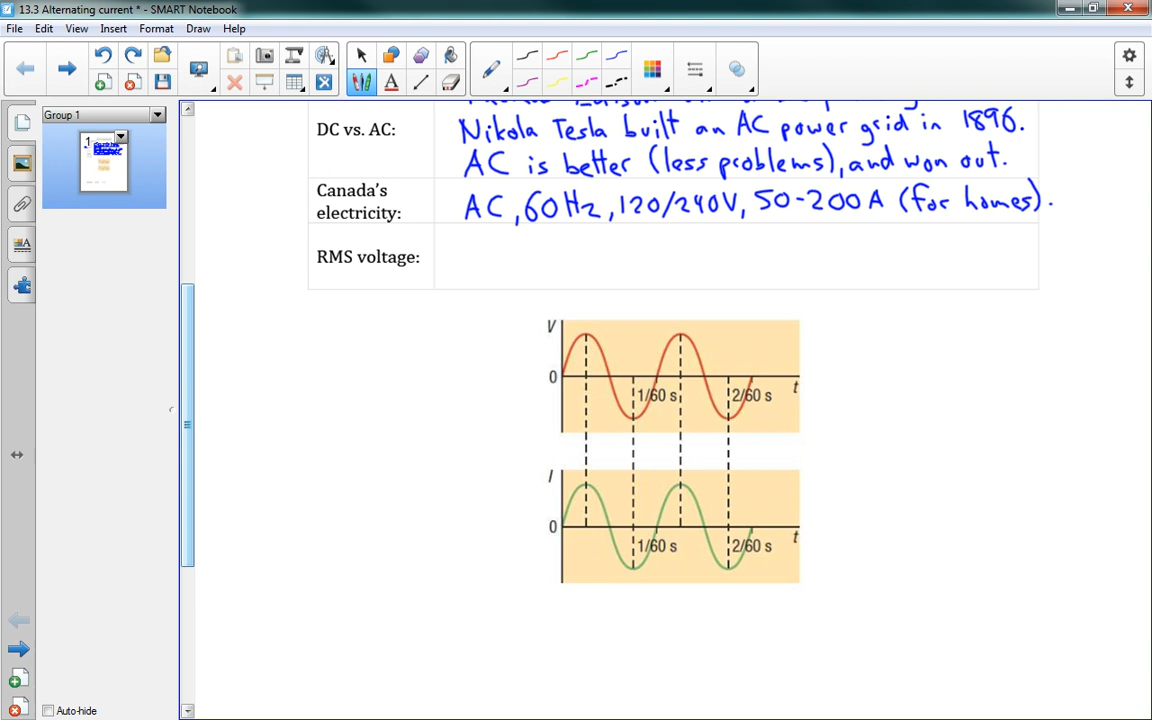 13.3 Alternating current * - SMART Notebook
File Edit View Insert Format Draw Help
Group 1
1
DC vs. AC:
Nikola Tesla built an AC power grid in 1896.
AC is better (less problems), and won out.
Canada's
electricity:
AC, 60Hz, 120/240V, 50-200A (for homes).
RMS voltage:
V
0
1/60 s
2/60 s
t
I
0
1/60 s
2/60 s
t
Auto-hide